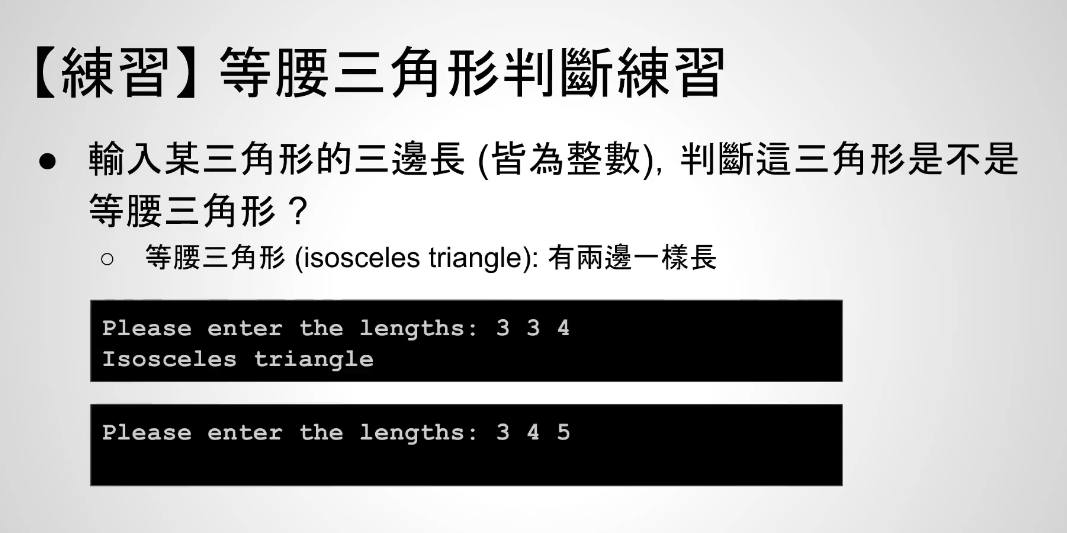 【練習】等腰三角形判斷練習
● 輸入某三角形的三邊長 (皆為整數), 判斷這三角形是不是
等腰三角形？
○ 等腰三角形 (isosceles triangle): 有兩邊一樣長
Please enter the lengths: 3 3 4
Isosceles triangle
Please enter the lengths: 3 4 5